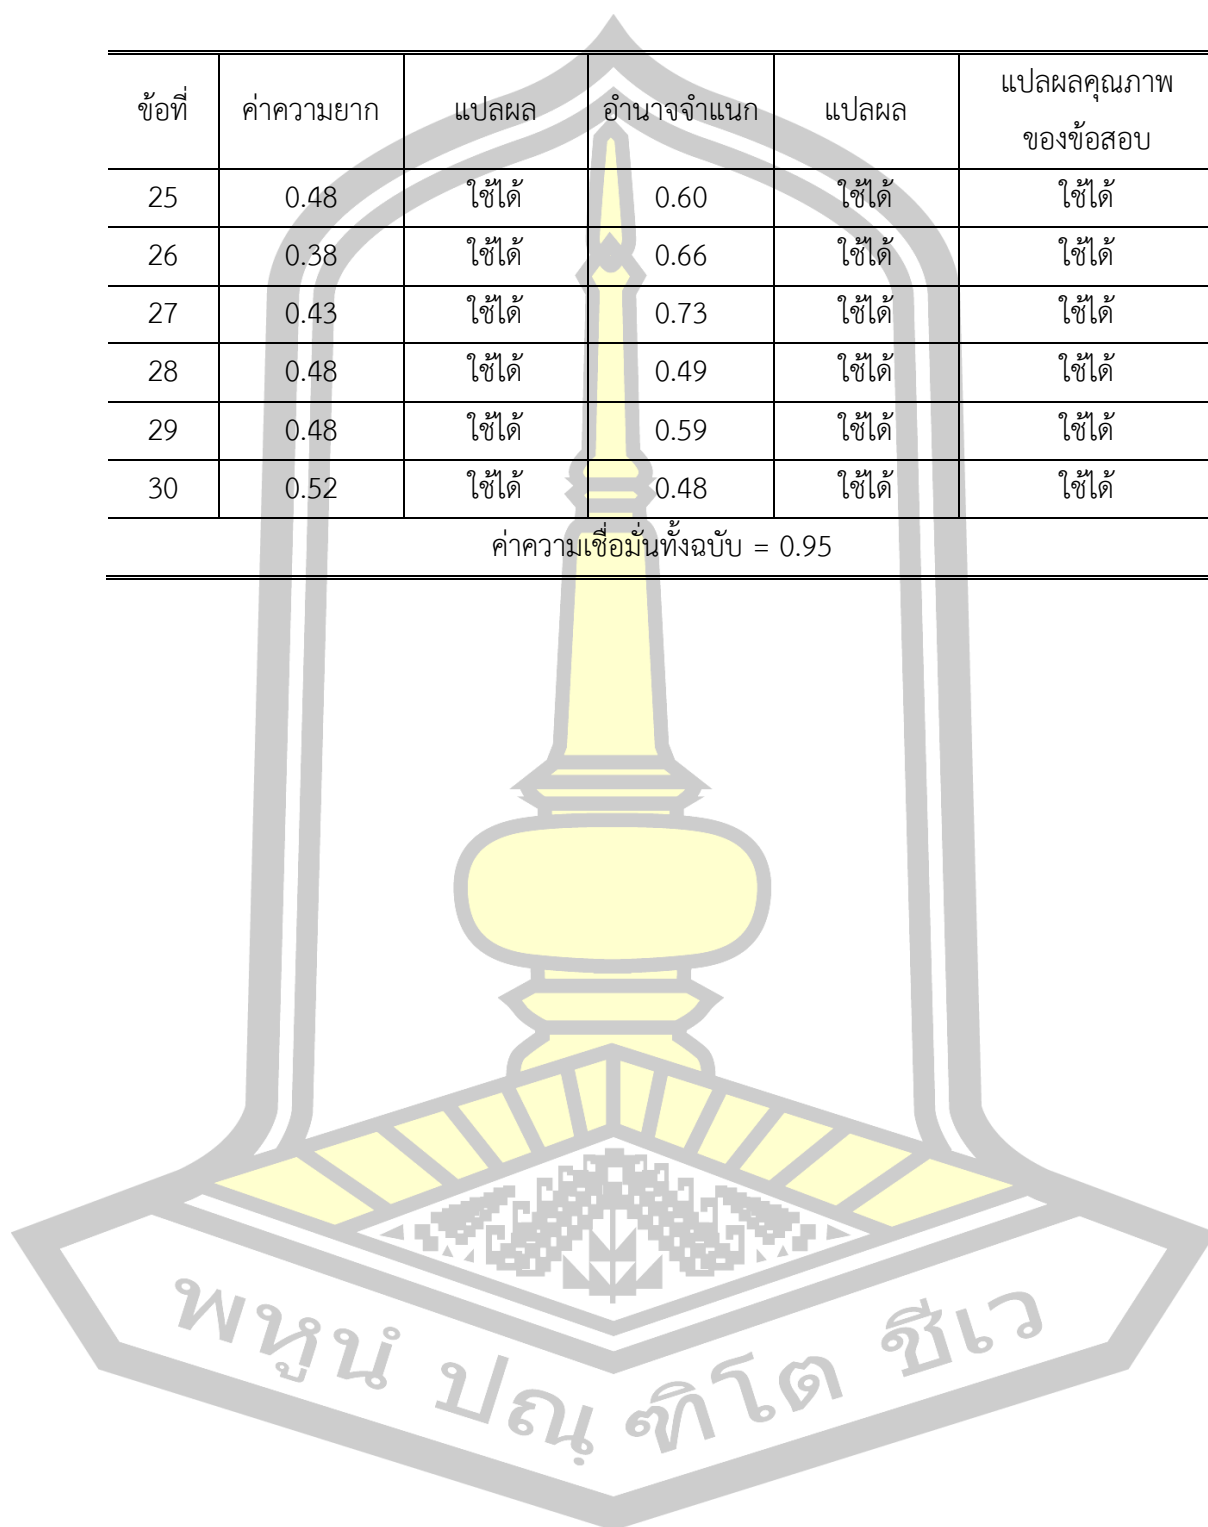 ข้อที่ ค่าความยาก แปลผล อำนาจจำแนก แปลผล แปลผลคุณภาพ
ของข้อสอบ
25 0.48 ใช้ได้ 0.60 ใช้ได้ ใช้ได้
26 0.38 ใช้ได้ 0.66 ใช้ได้ ใช้ได้
27 0.43 ใช้ได้ 0.73 ใช้ได้ ใช้ได้
28 0.48 ใช้ได้ 0.49 ใช้ได้ ใช้ได้
29 0.48 ใช้ได้ 0.59 ใช้ได้ ใช้ได้
30 0.52 ใช้ได้ 0.48 ใช้ได้ ใช้ได้
ค่าความเชื่อมั่นทั้งฉบับ = 0.95
พหูนํ ปณฺฑิโต ชีเว